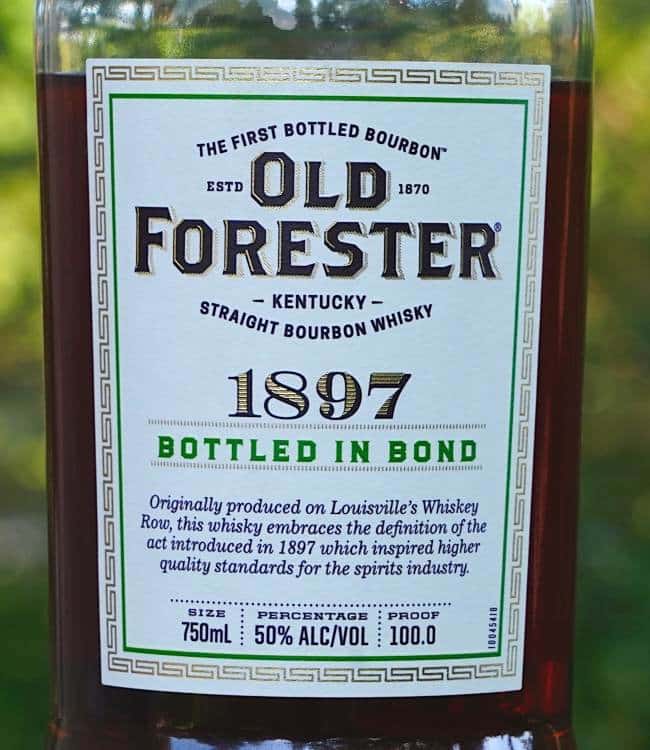 THE FIRST BOTTLED BOURBON™
ESTD OLD 1870
FORESTER®
– KENTUCKY –
STRAIGHT BOURBON WHISKY
1897
BOTTLED IN BOND
Originally produced on Louisville's Whiskey
Row, this whisky embraces the definition of the
act introduced in 1897 which inspired higher
quality standards for the spirits industry.
SIZE PERCENTAGE PROOF
750mL 50% ALC/VOL 100.0
10045418